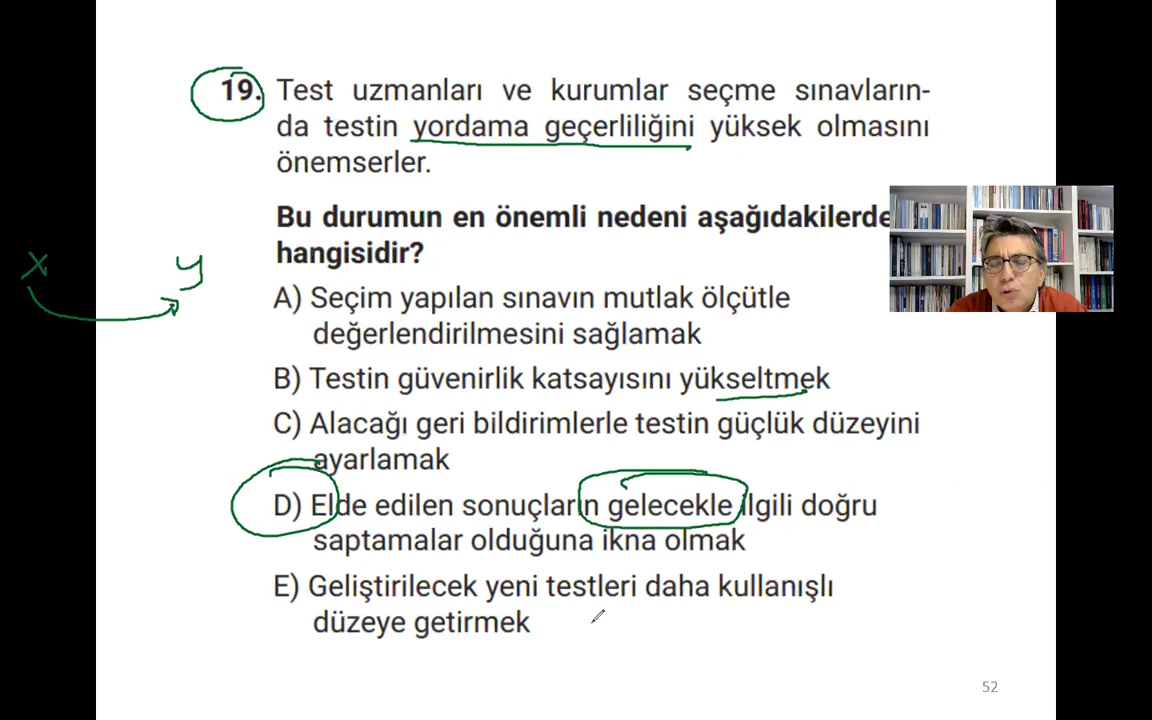 19. Test uzmanları ve kurumlar seçme sınavların-
da testin yordama geçerliliğini yüksek olmasını
önemserler.
Bu durumun en önemli nedeni aşağıdakilerde
hangisidir?
x y
A) Seçim yapılan sınavın mutlak ölçütle
değerlendirilmesini sağlamak
B) Testin güvenirlik katsayısını yükseltmek
C) Alacağı geri bildirimlerle testin güçlük düzeyini
ayarlamak
D) Elde edilen sonuçların gelecekle ilgili doğru
saptamalar olduğuna ikna olmak
E) Geliştirilecek yeni testleri daha kullanışlı
düzeye getirmek
52